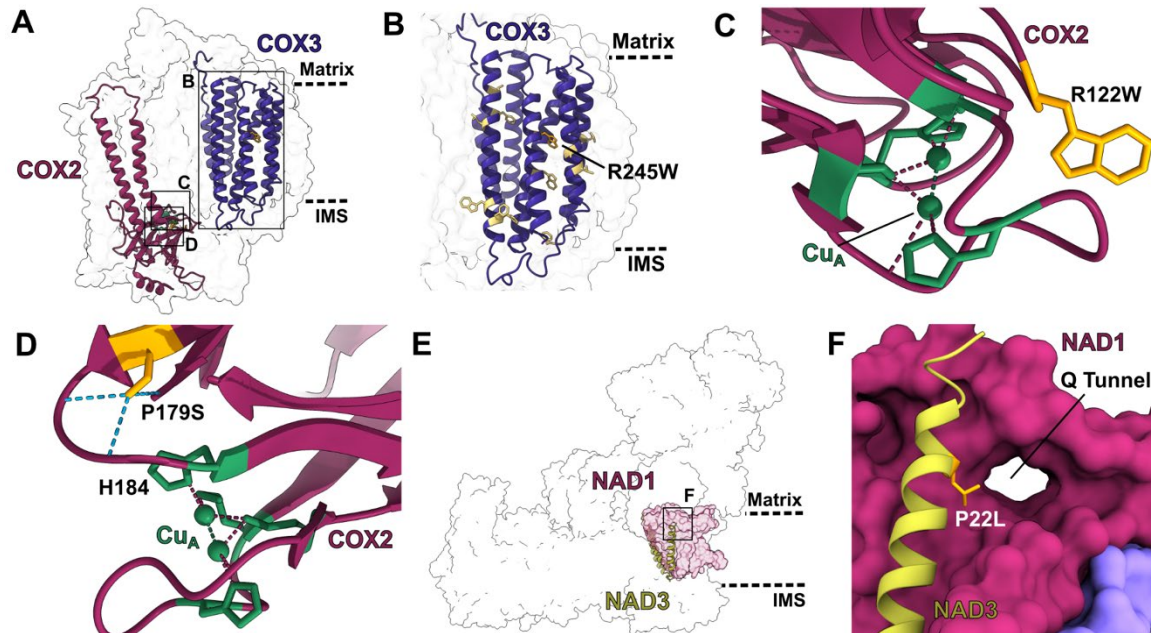 A
COX3
Matrix
B
COX2
C
D
IMS
B
COX3
Matrix
R245W
IMS
C
COX2
R122W
CuA
D
P179S
H184
CuA
COX2
E
NAD1
F
Matrix
NAD3
IMS
F
NAD1
Q Tunnel
P22L
NAD3